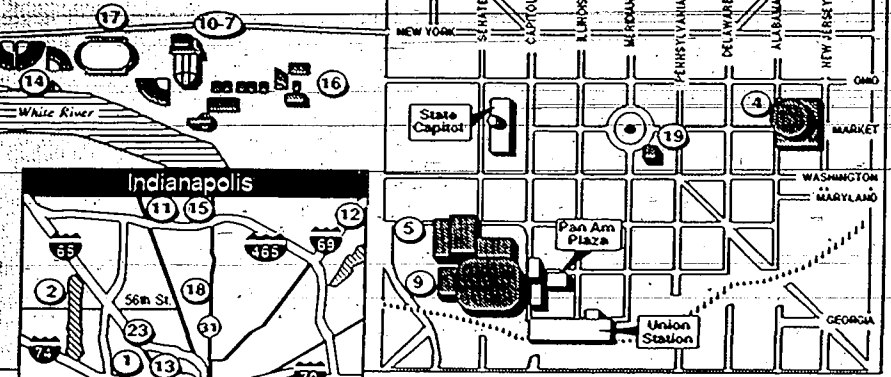 17
10-7
14
16
White River
NEW YORK
SENATE
CAPITOL
ILLINOIS
MERIDIAN
PENNSYLVANIA
DELAWARE
ALABAMA
NEW JERSEY
OHIO
State
Capitol
19
4
MARKET
WASHINGTON
MARYLAND
5
Pan Am
Plaza
9
Union
Station
GEORGIA
Indianapolis
11
15
12
65
465
69
2
56th St.
18
23
31
74
1
13
70